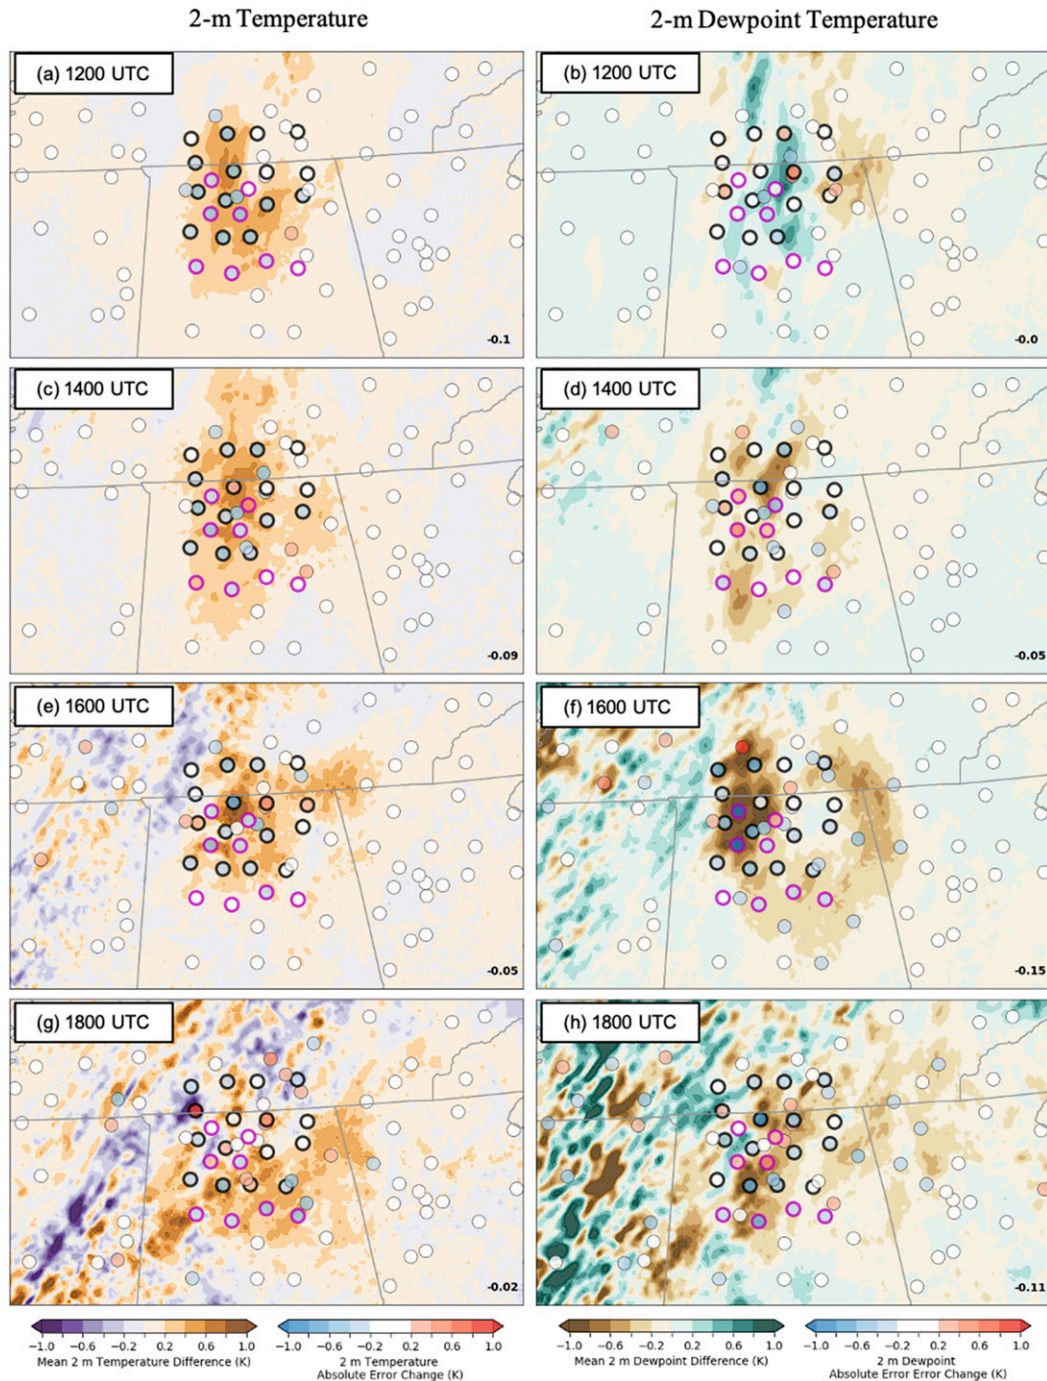 2-m Temperature
2-m Dewpoint Temperature
(a) 1200 UTC
(b) 1200 UTC
-0.1
-0.0
(c) 1400 UTC
(d) 1400 UTC
-0.09
-0.05
(e) 1600 UTC
(f) 1600 UTC
-0.05
-0.15
(g) 1800 UTC
(h) 1800 UTC
-0.02
-0.11
−1.0 −0.6 −0.2 0.2 0.6 1.0
Mean 2 m Temperature Difference (K)
−1.0 −0.6 −0.2 0.2 0.6 1.0
2 m Temperature
Absolute Error Error Change (K)
−1.0 −0.6 −0.2 0.2 0.6 1.0
Mean 2 m Dewpoint Difference (K)
−1.0 −0.6 −0.2 0.2 0.6 1.0
2 m Dewpoint
Absolute Error Error Change (K)